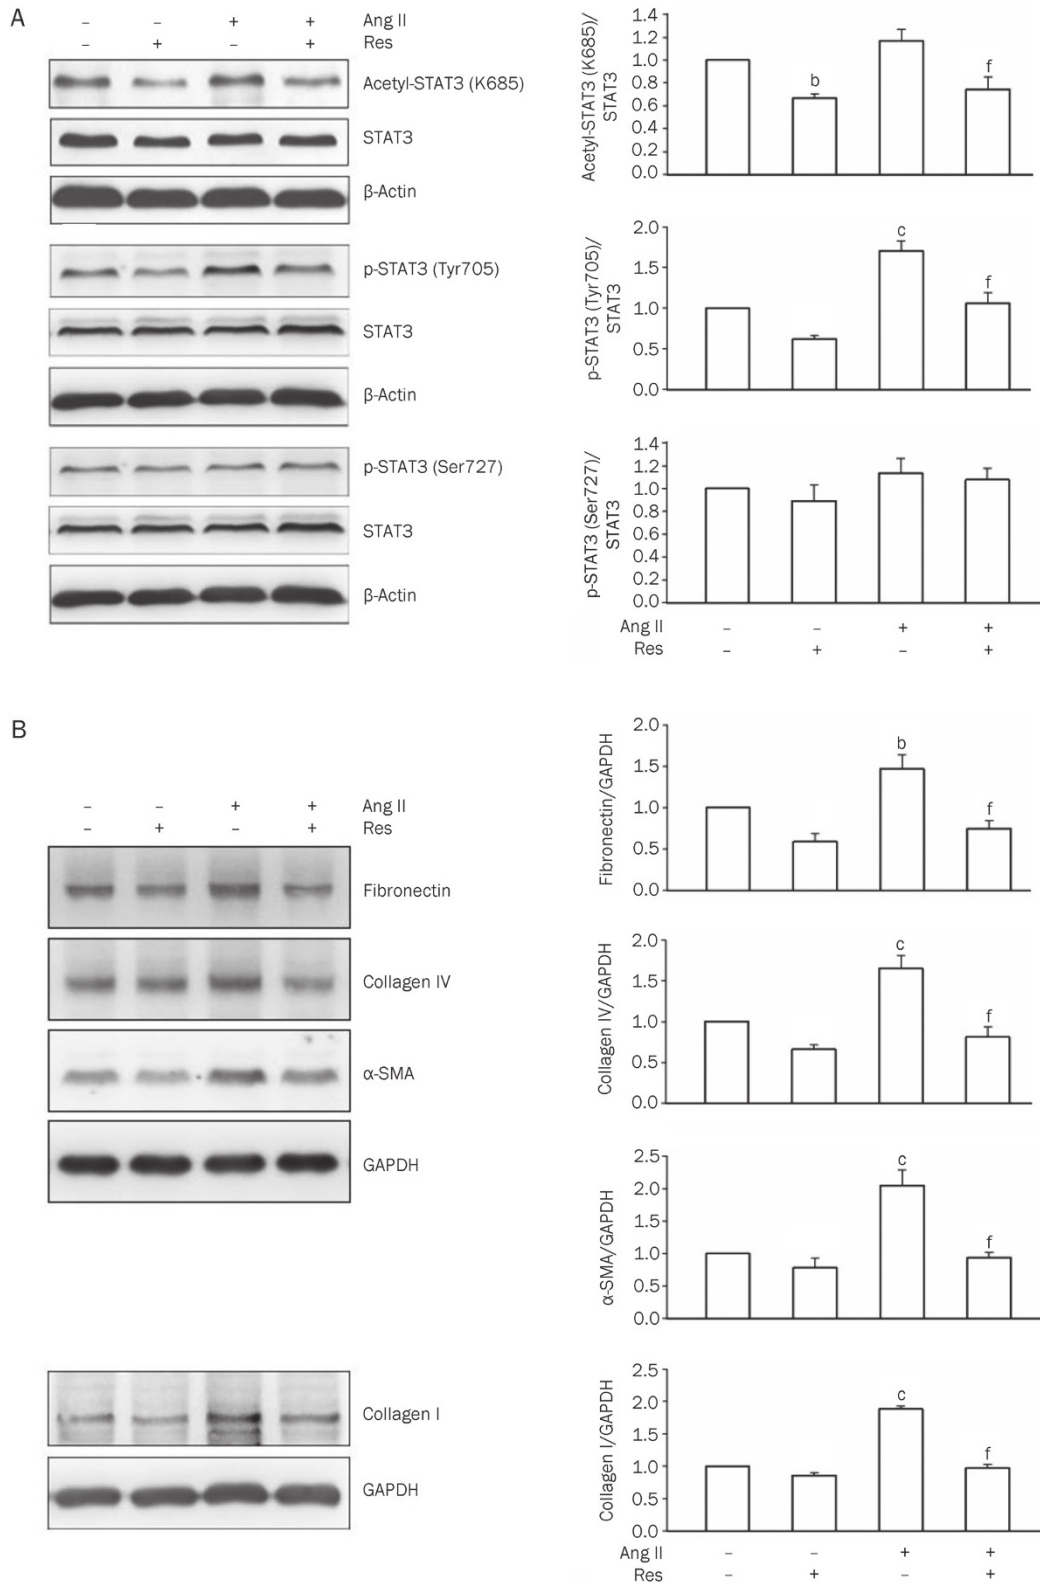 A
– – + + Ang II
– + – + Res
Acetyl-STAT3 (K685)
STAT3
β-Actin
p-STAT3 (Tyr705)
STAT3
β-Actin
p-STAT3 (Ser727)
STAT3
β-Actin
Acetyl-STAT3 (K685)/
STAT3
1.4
1.2
1.0
0.8
0.6
0.4
0.2
0.0
b
f
p-STAT3 (Tyr705)/
STAT3
2.0
1.5
1.0
0.5
0.0
c
f
p-STAT3 (Ser727)/
STAT3
1.4
1.2
1.0
0.8
0.6
0.4
0.2
0.0
Ang II – – + +
Res – + – +
B
– – + + Ang II
– + – + Res
Fibronectin
Collagen IV
α-SMA
GAPDH
Collagen I
GAPDH
Fibronectin/GAPDH
2.0
1.5
1.0
0.5
0.0
b
f
Collagen IV/GAPDH
2.0
1.5
1.0
0.5
0.0
c
f
α-SMA/GAPDH
2.5
2.0
1.5
1.0
0.5
0.0
c
f
Collagen I/GAPDH
2.5
2.0
1.5
1.0
0.5
0.0
c
f
Ang II – – + +
Res – + – +